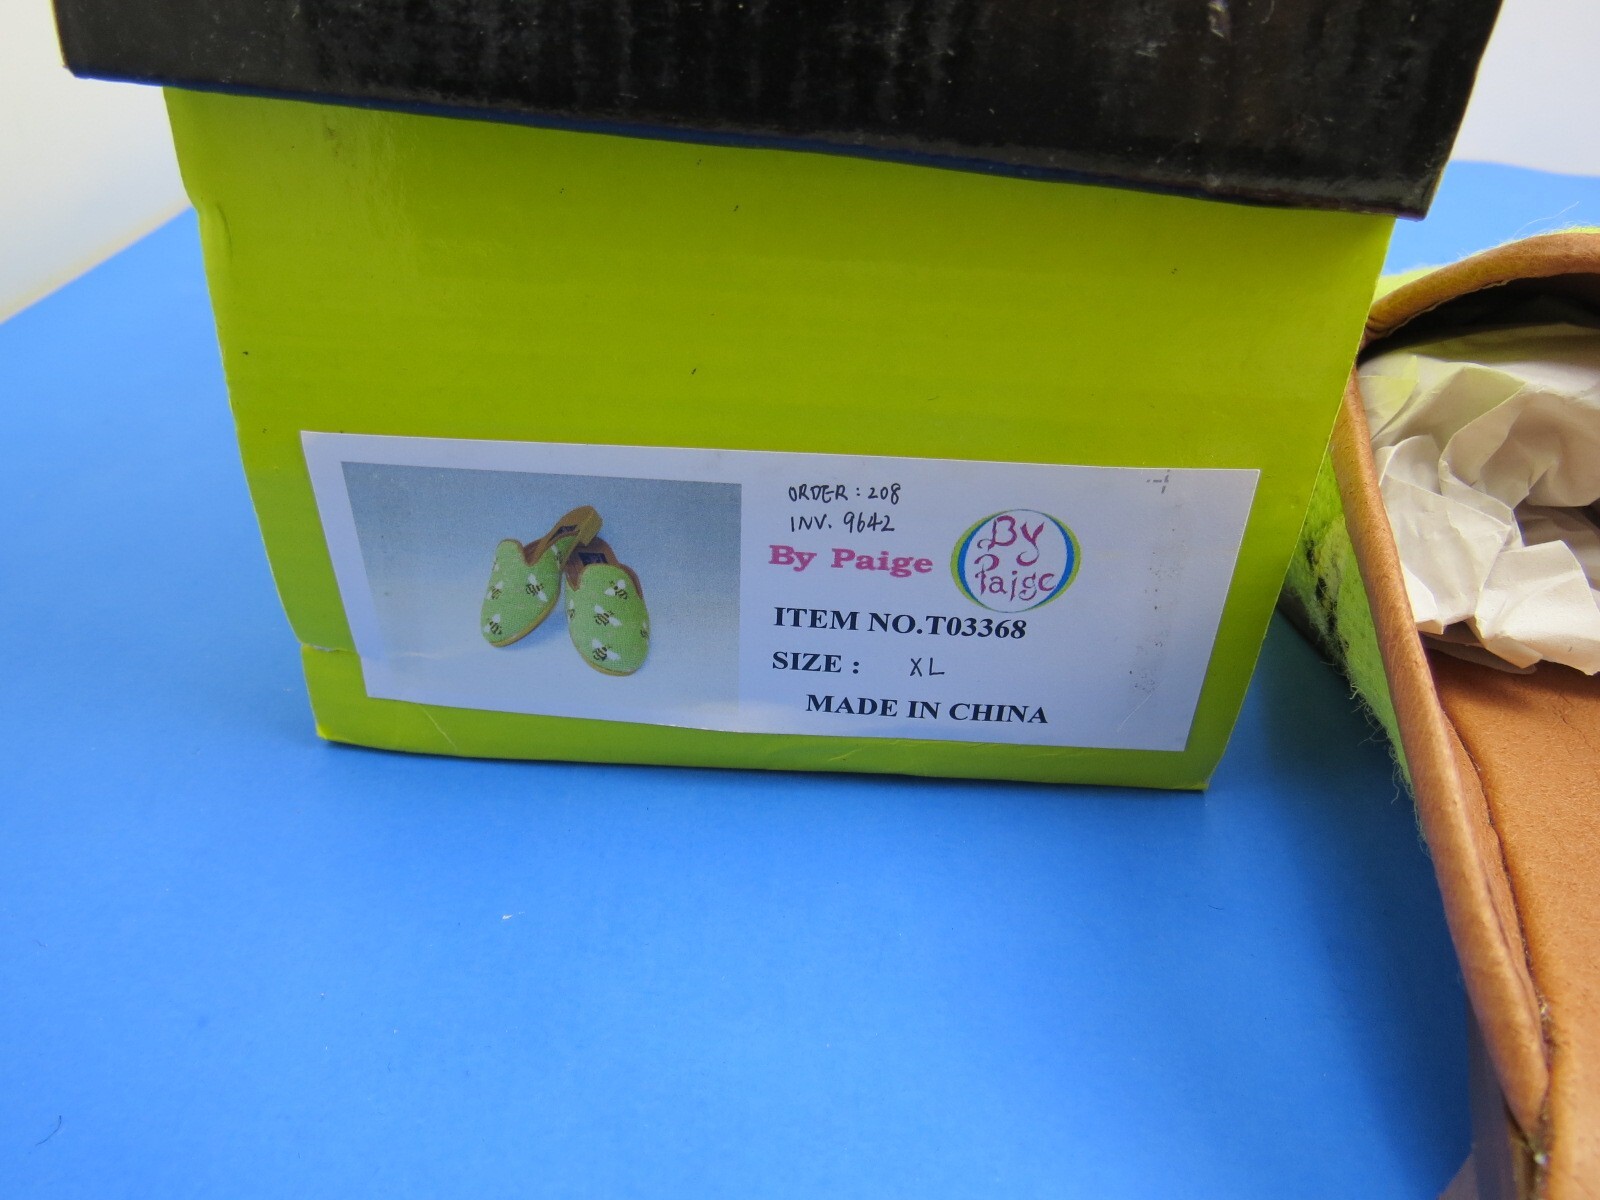 ORDER: 208
INV. 9642
By Paige
By
Paige
ITEM NO.T03368
SIZE : XL
MADE IN CHINA